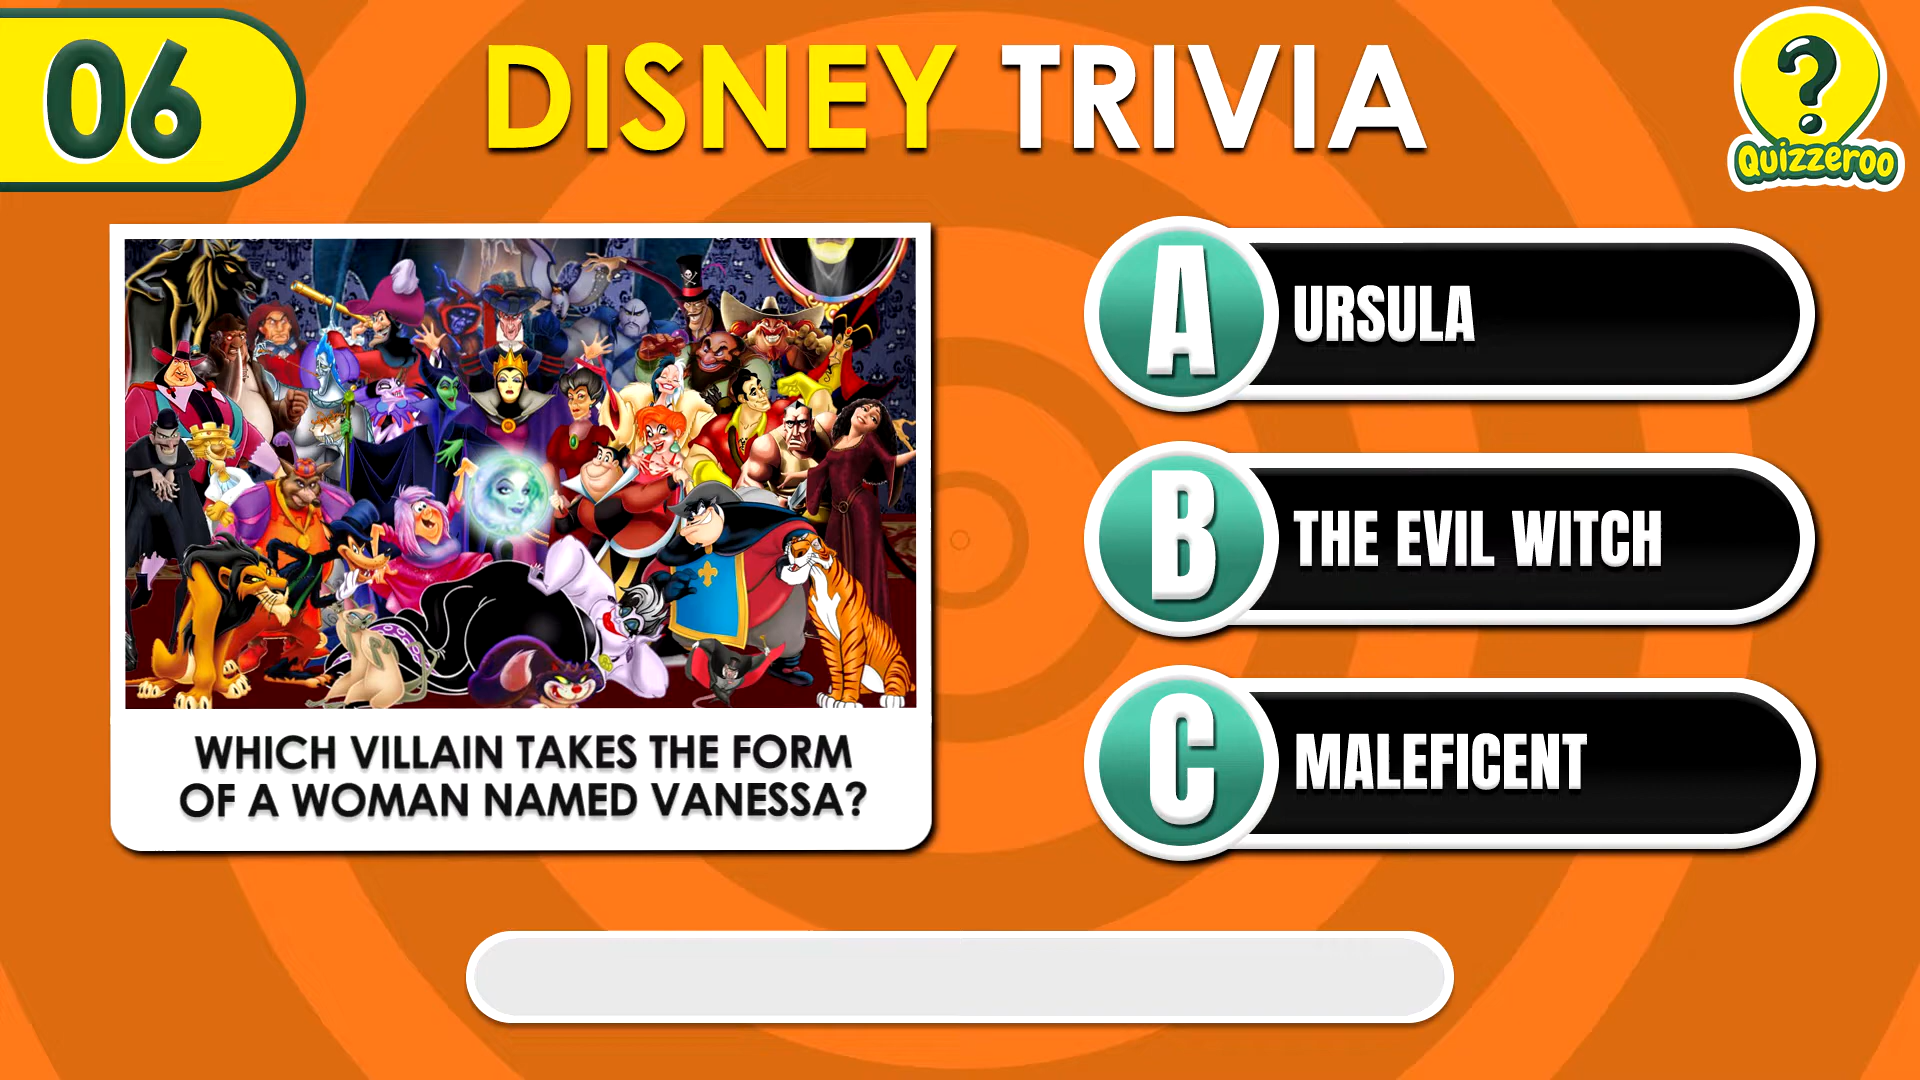 06
DISNEY TRIVIA
?
Quizzeroo
WHICH VILLAIN TAKES THE FORM
OF A WOMAN NAMED VANESSA?
A URSULA
B THE EVIL WITCH
C MALEFICENT